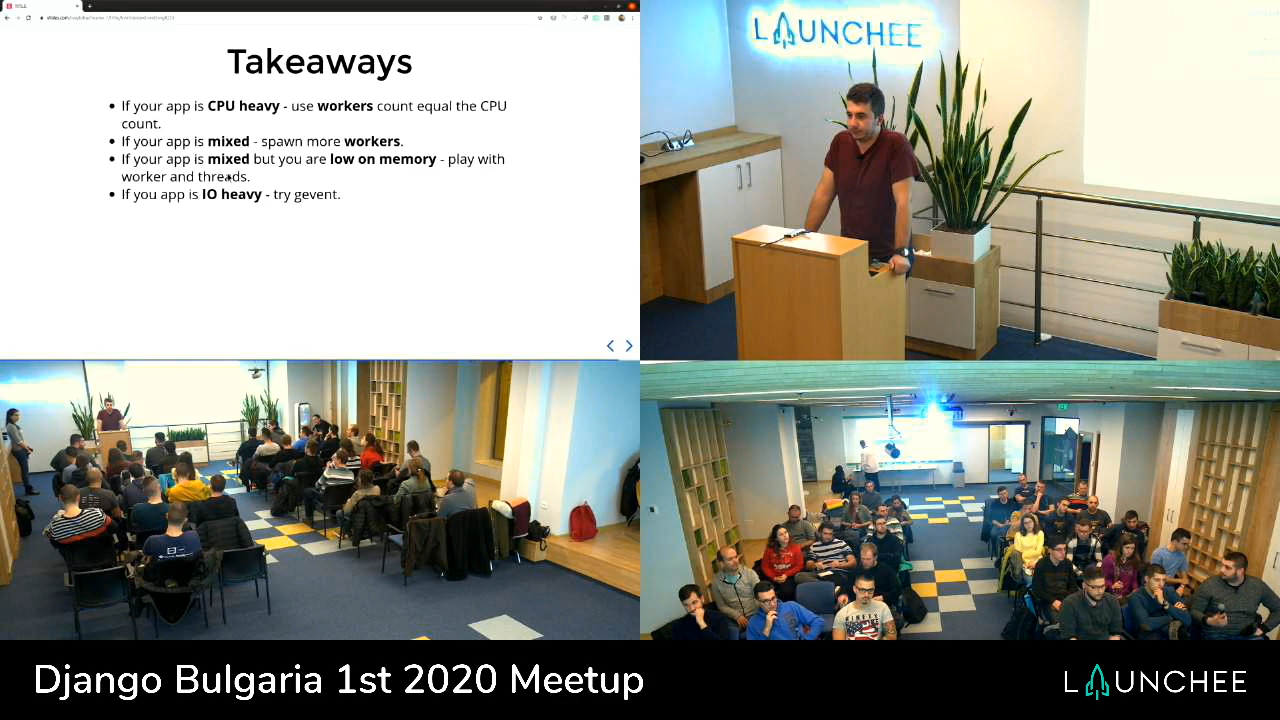 Takeaways
If your app is CPU heavy - use workers count equal the CPU
count.
If your app is mixed - spawn more workers.
If your app is mixed but you are low on memory - play with
worker and threads.
If you app is IO heavy - try gevent.
LAUNCHEE
Django Bulgaria 1st 2020 Meetup
LAUNCHEE